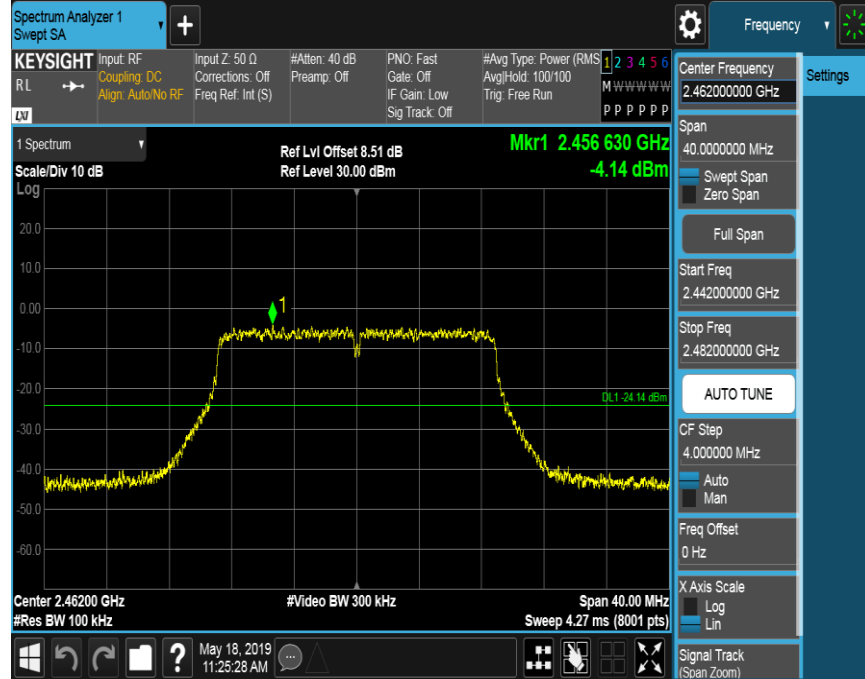 Spectrum Analyzer 1
Swept SA
Frequency
KEYSIGHT
RL
LXI
Input: RF
Coupling: DC
Align: Auto/No RF
Input Z: 50 Ω
Corrections: Off
Freq Ref: Int (S)
#Atten: 40 dB
Preamp: Off
PNO: Fast
Gate: Off
IF Gain: Low
Sig Track: Off
#Avg Type: Power (RMS
Avg|Hold: 100/100
Trig: Free Run
1 2 3 4 5 6
M W W W W W
P P P P P P
Center Frequency
2.462000000 GHz
Settings
Span
40.0000000 MHz
Swept Span
Zero Span
Full Span
Start Freq
2.442000000 GHz
Stop Freq
2.482000000 GHz
AUTO TUNE
CF Step
4.000000 MHz
Auto
Man
Freq Offset
0 Hz
X Axis Scale
Log
Lin
Signal Track
(Span Zoom)
1 Spectrum
Scale/Div 10 dB
Log
Ref Lvl Offset 8.51 dB
Ref Level 30.00 dBm
Mkr1 2.456 630 GHz
-4.14 dBm
20.0
10.0
0.00
-10.0
-20.0
-30.0
-40.0
-50.0
-60.0
1
DL1 -24.14 dBm
Center 2.46200 GHz
#Res BW 100 kHz
#Video BW 300 kHz
Span 40.00 MHz
Sweep 4.27 ms (8001 pts)
?
May 18, 2019
11:25:28 AM